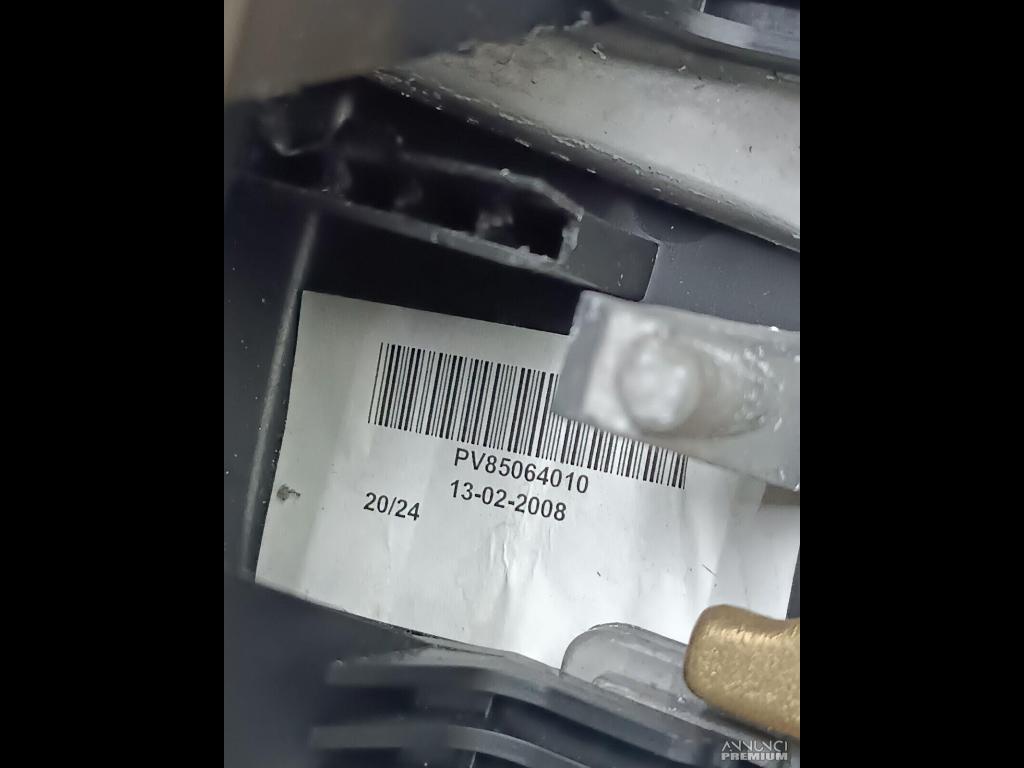 PV85064010
13-02-2008
20/24
ANNUNCI
PREMIUM